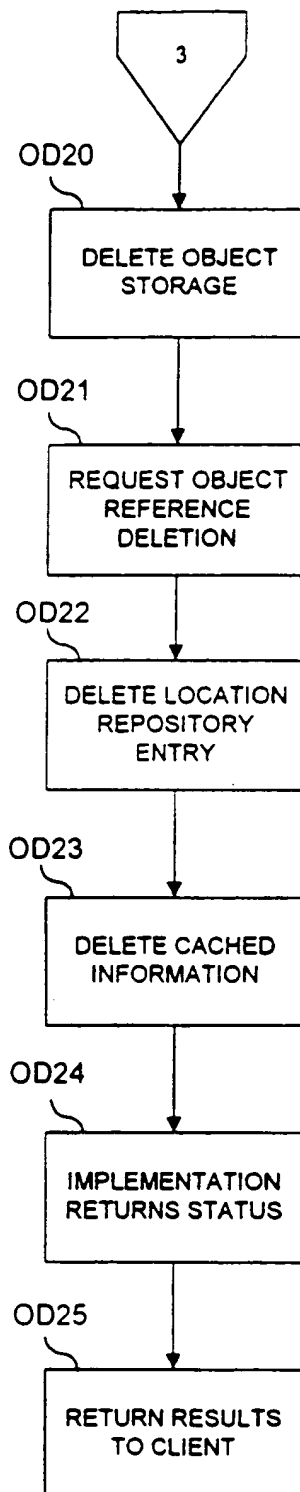 3
OD20
DELETE OBJECT
STORAGE
OD21
REQUEST OBJECT
REFERENCE
DELETION
OD22
DELETE LOCATION
REPOSITORY
ENTRY
OD23
DELETE CACHED
INFORMATION
OD24
IMPLEMENTATION
RETURNS STATUS
OD25
RETURN RESULTS
TO CLIENT